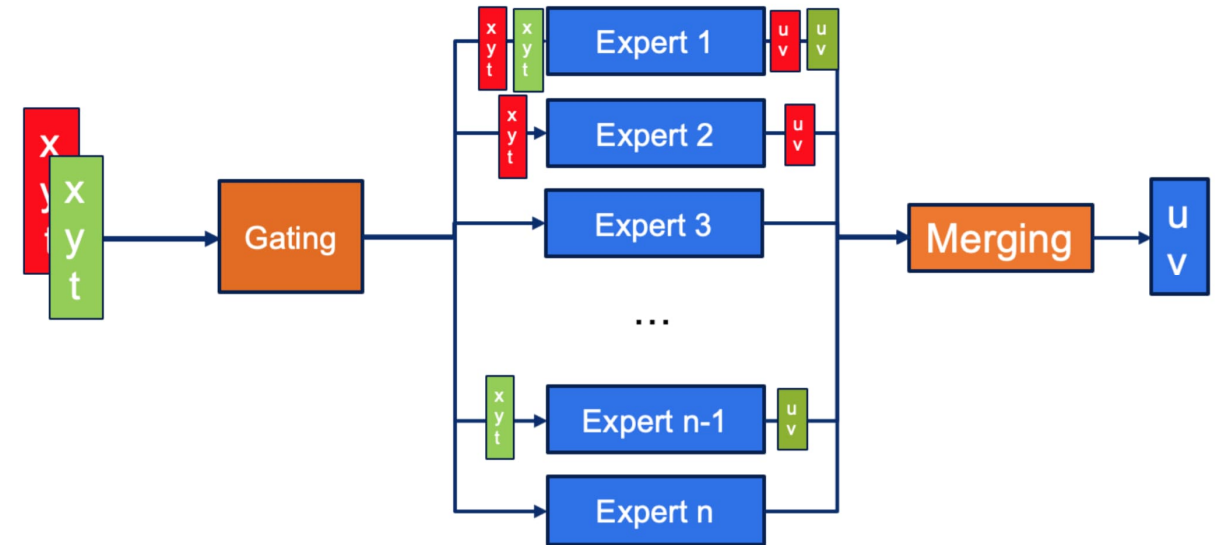 x
y
t
x
y
t
Gating
x
y
t
x
y
t
Expert 1
u
v
u
v
x
y
t
Expert 2
u
v
Expert 3
...
x
y
t
Expert n-1
u
v
Expert n
Merging
u
v